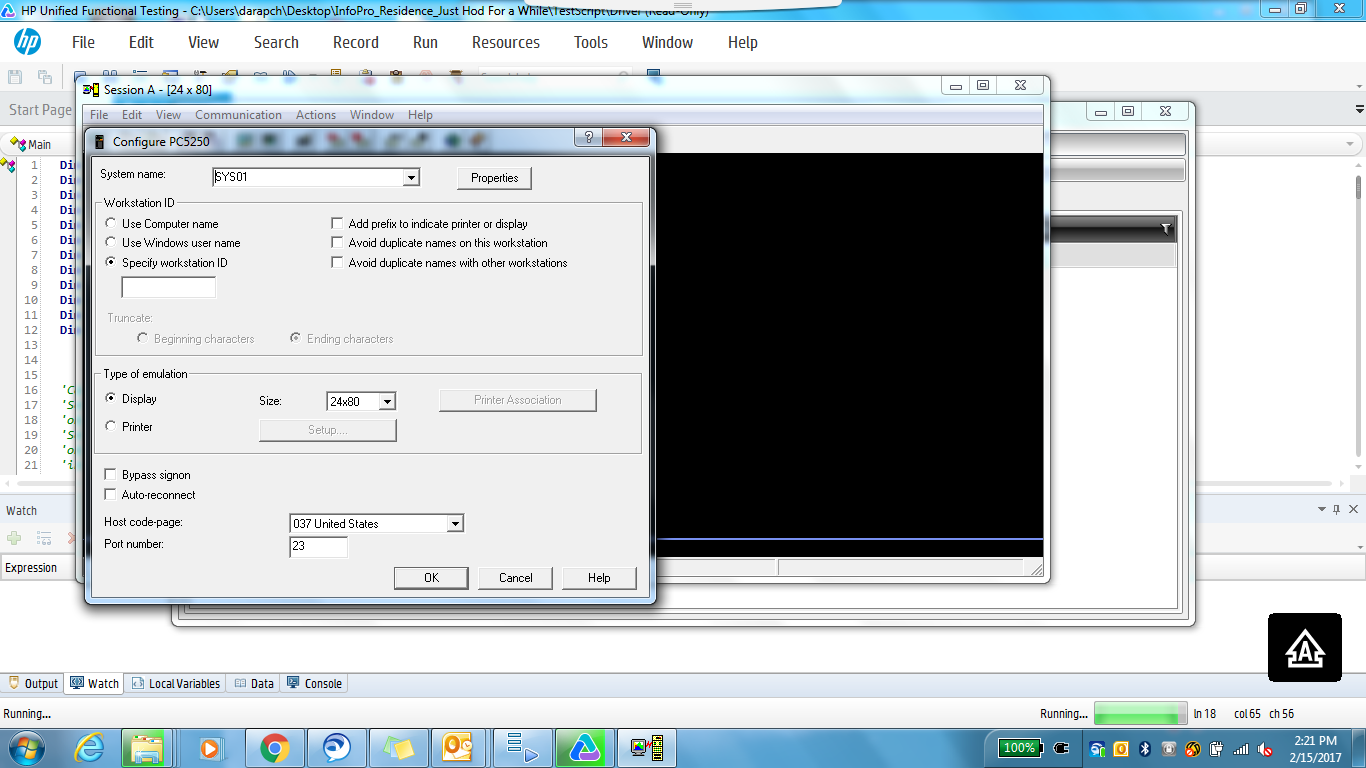 HP Unified Functional Testing - C:\Users\darapch\Desktop\InfoPro_Residence_Just Hod For a While\TestScript\Driver (Read-Only)
hp File Edit View Search Record Run Resources Tools Window Help
Start Page
Session A - [24 x 80]
File Edit View Communication Actions Window Help
Main
Configure PC5250
System name: SYS01 Properties
Workstation ID
Use Computer name Add prefix to indicate printer or display
Use Windows user name Avoid duplicate names on this workstation
Specify workstation ID Avoid duplicate names with other workstations
Truncate:
Beginning characters Ending characters
Type of emulation
Display Size: 24x80 Printer Association
Printer Setup....
Bypass signon
Auto-reconnect
Host code-page: 037 United States
Port number: 23
OK Cancel Help
1 Di
2 Di
3 Di
4 Di
5 Di
6 Di
7 Di
8 Di
9 Di
10 Di
11 Di
12 Di
13
14
15
16 'C
17 'S
18 'o
19 'S
20 'o
21 'i
Watch
Expression
Output Watch Local Variables Data Console
Running... Running... ln 18 col 65 ch 56
100%
2:21 PM
2/15/2017